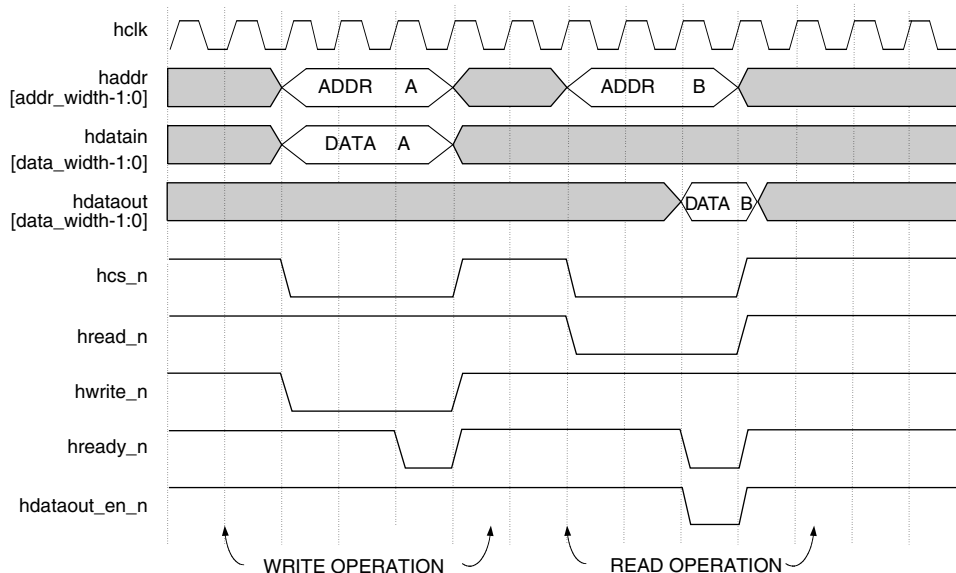 hclk
haddr
[addr_width-1:0]
ADDR A
ADDR B
hdatain
[data_width-1:0]
DATA A
hdataout
[data_width-1:0]
DATA B
hcs_n
hread_n
hwrite_n
hready_n
hdataout_en_n
WRITE OPERATION
READ OPERATION